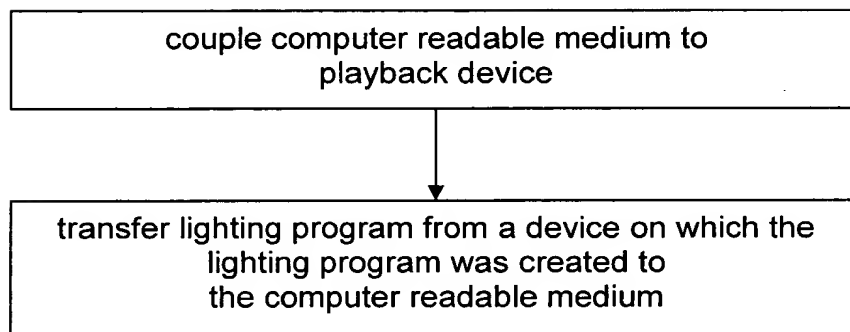 couple computer readable medium to
playback device
transfer lighting program from a device on which the
lighting program was created to
the computer readable medium